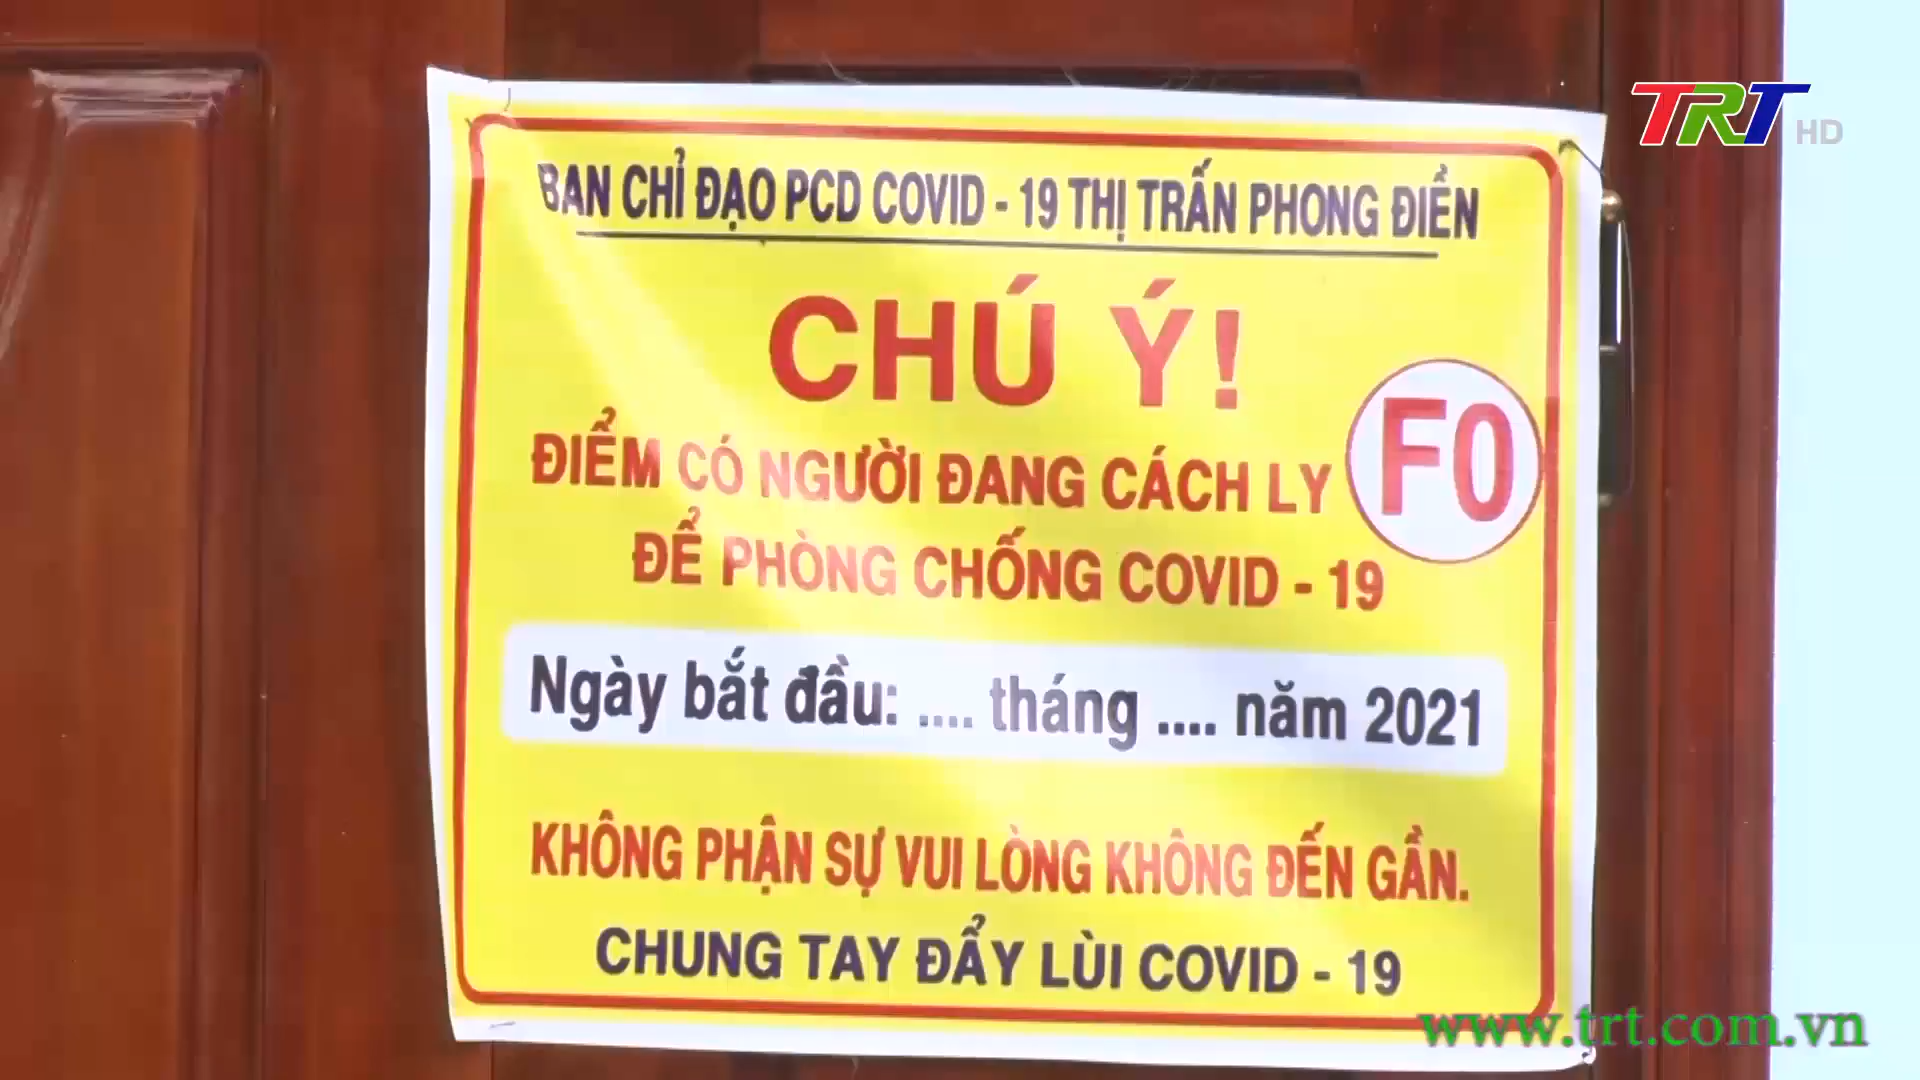 TRT HD
BAN CHỈ ĐẠO PCD COVID - 19 THỊ TRẤN PHONG ĐIỀN
CHÚ Ý!
ĐIỂM CÓ NGƯỜI ĐANG CÁCH LY F0
ĐỂ PHÒNG CHỐNG COVID - 19
Ngày bắt đầu: .... tháng .... năm 2021
KHÔNG PHẬN SỰ VUI LÒNG KHÔNG ĐẾN GẦN.
CHUNG TAY ĐẨY LÙI COVID - 19
www.trt.com.vn